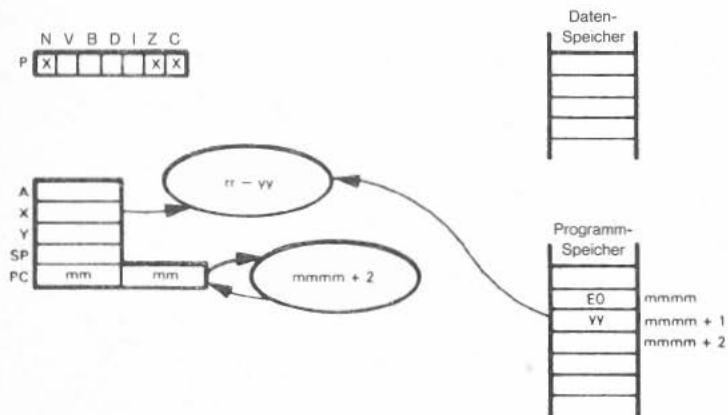 N V B D I Z C
P X X X
Daten-
Speicher
rr – yy
A
X
Y
SP
PC mm mm
mmmm + 2
Programm-
Speicher
E0 mmmm
yy mmmm + 1
mmmm + 2